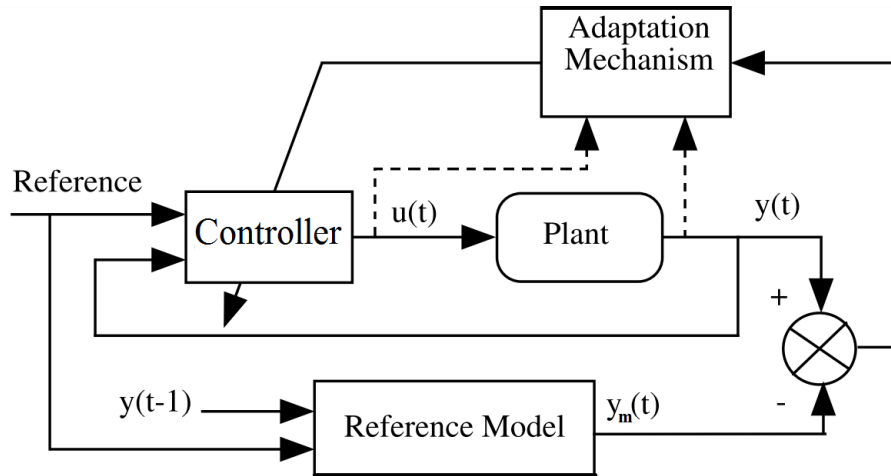 Adaptation
Mechanism
Reference
Controller
u(t)
Plant
y(t)
+
y(t-1)
Reference Model
yₘ(t)
-